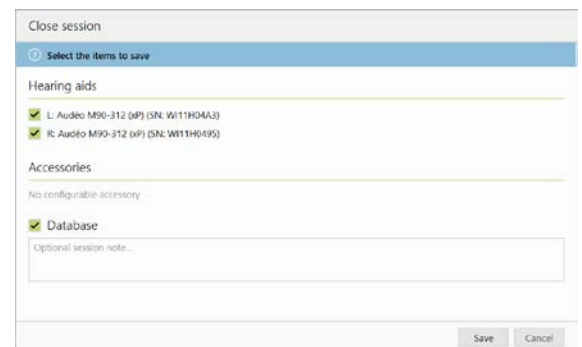 Close session
Select the items to save
Hearing aids
L: Audéo M90-312 (xP) (SN: WI11H04A3)
R: Audéo M90-312 (xP) (SN: WI11H0495)
Accessories
No configurable accessory
Database
Optional session note...
Save Cancel